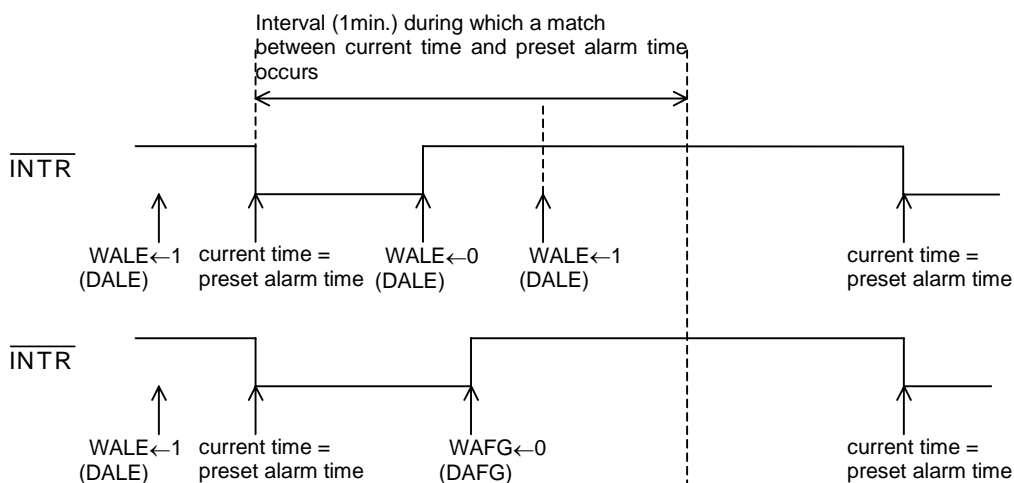 Interval (1min.) during which a match
between current time and preset alarm time
occurs
INTR
WALE←1 current time = WALE←0 WALE←1 current time =
(DALE) preset alarm time (DALE) (DALE) preset alarm time
INTR
WALE←1 current time = WAFG←0 current time =
(DALE) preset alarm time (DAFG) preset alarm time